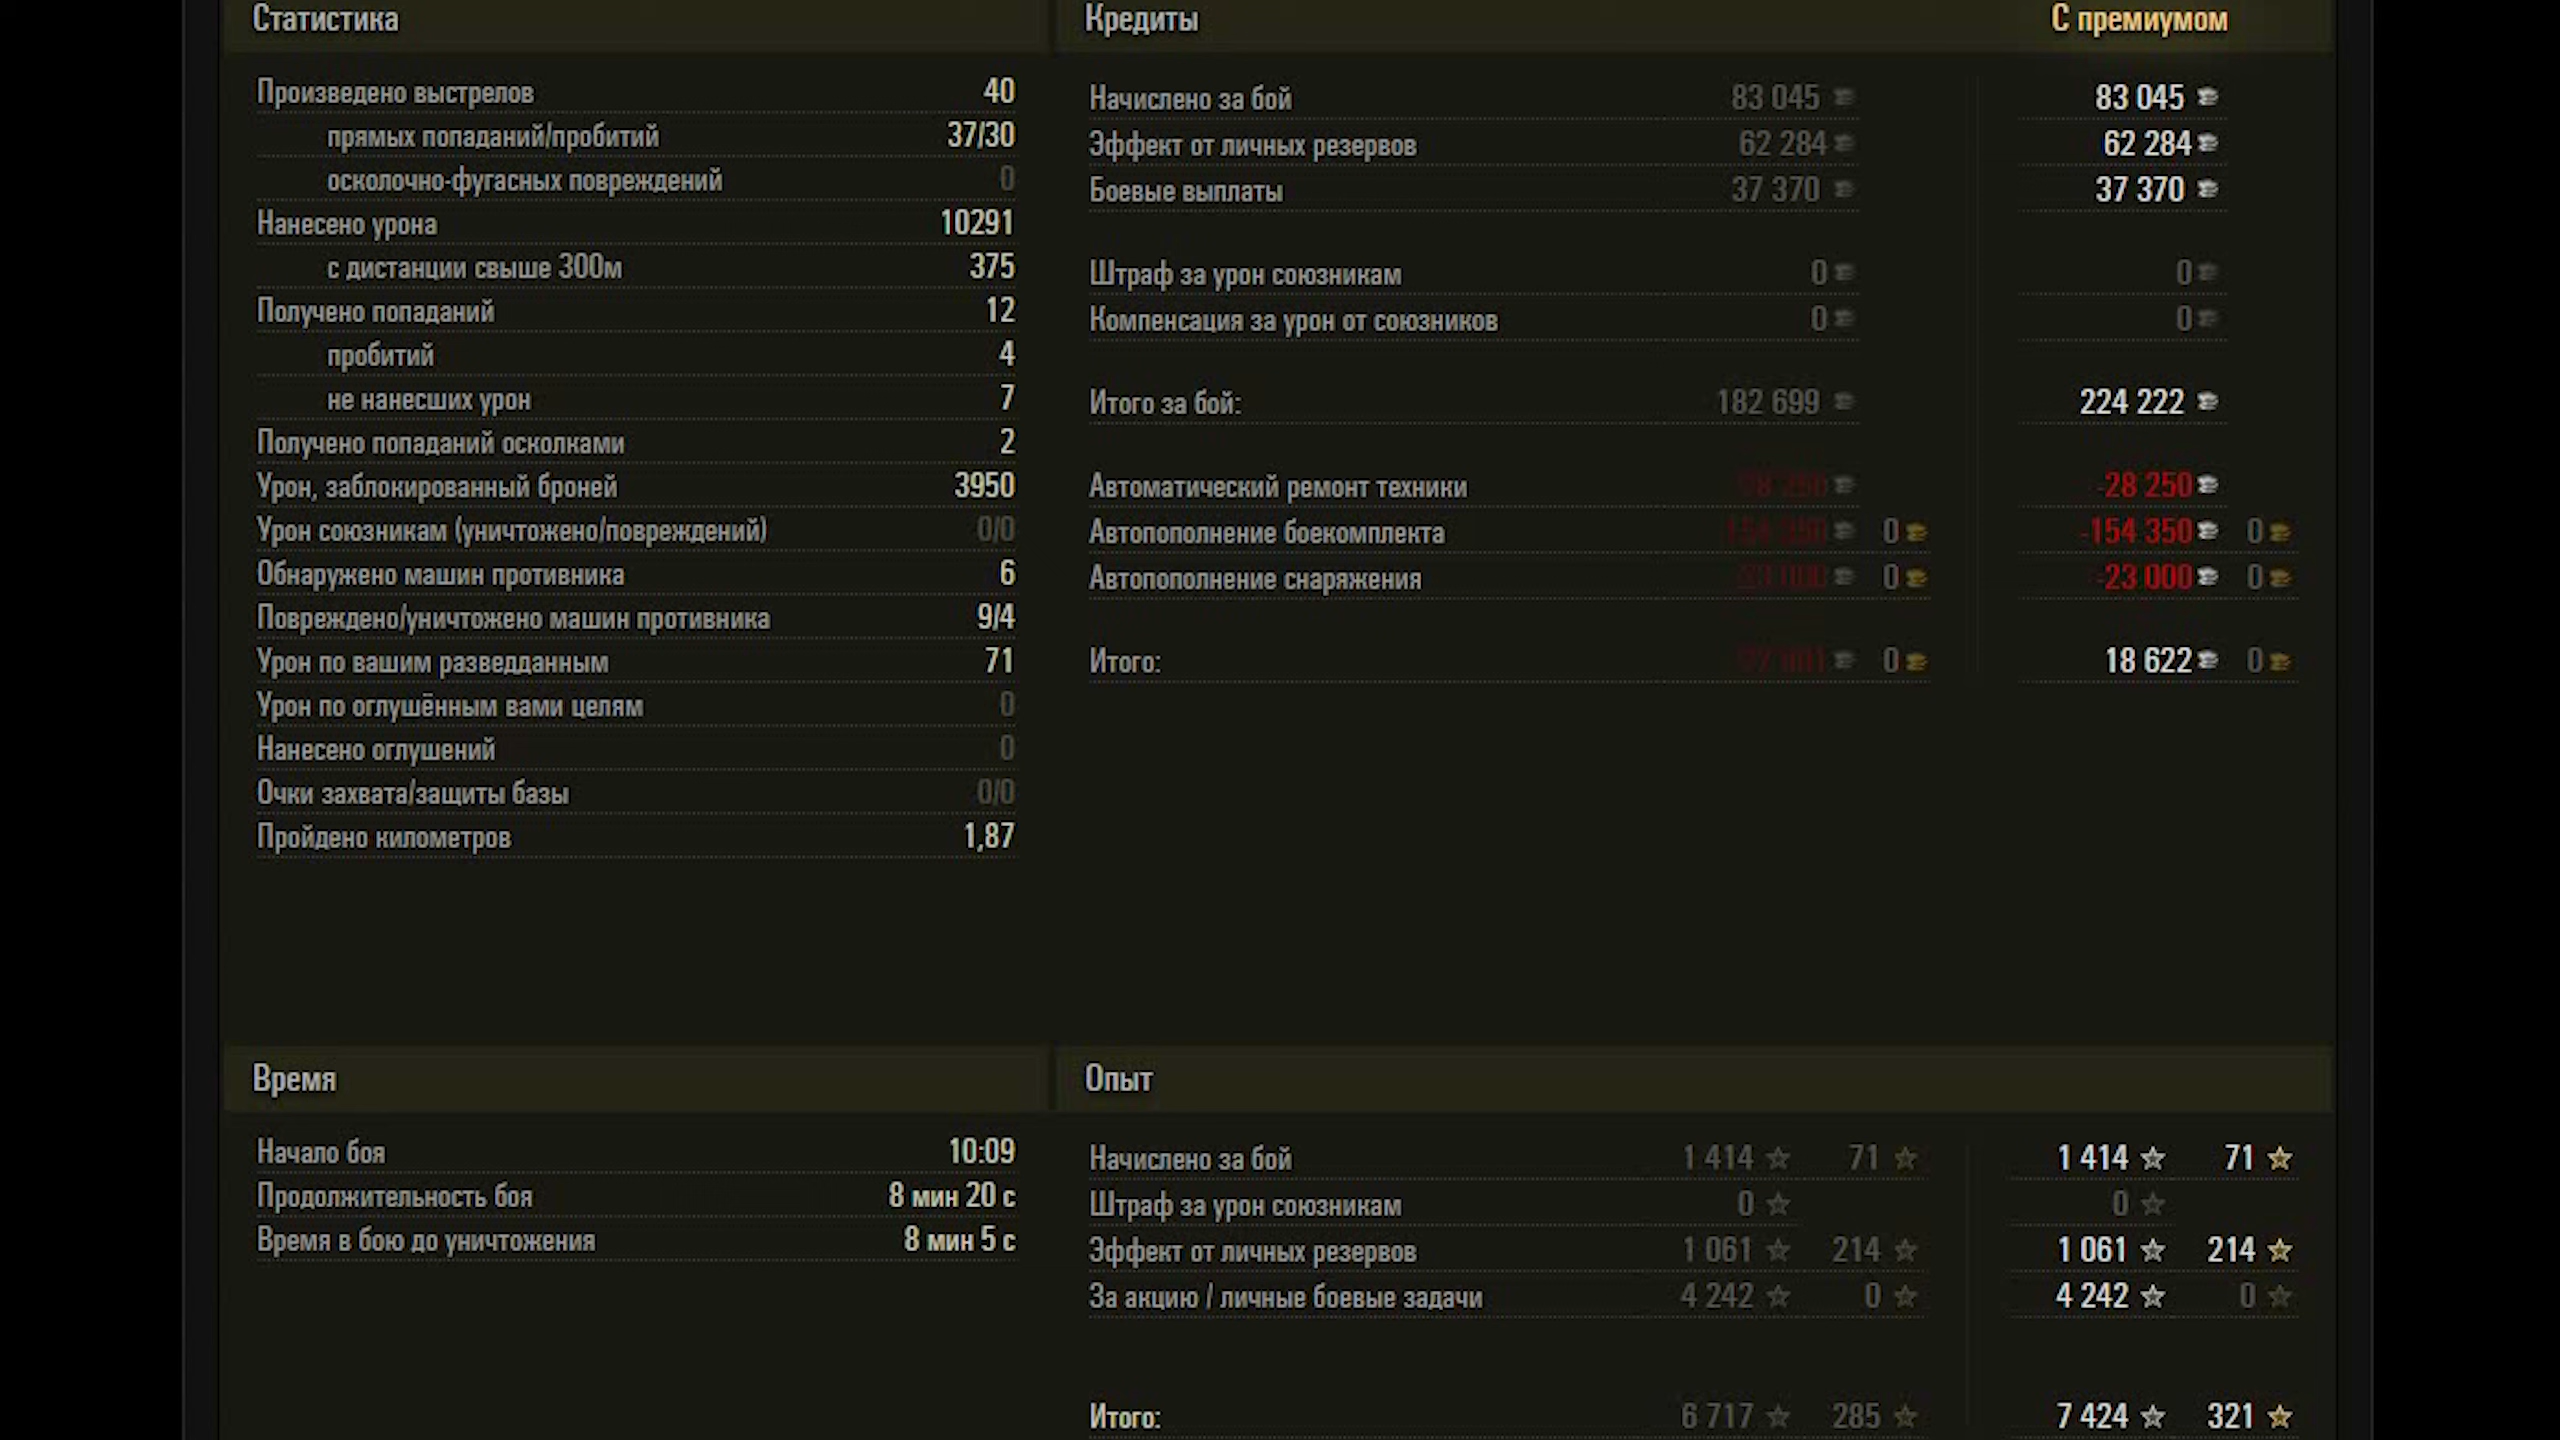 Статистика
Произведено выстрелов 40
прямых попаданий/пробитий 37/30
осколочно-фугасных повреждений 0
Нанесено урона 10291
с дистанции свыше 300м 375
Получено попаданий 12
пробитий 4
не нанесших урон 7
Получено попаданий осколками 2
Урон, заблокированный броней 3950
Урон союзникам (уничтожено/повреждений) 0/0
Обнаружено машин противника 6
Повреждено/уничтожено машин противника 9/4
Урон по вашим разведданным 71
Урон по оглушённым вами целям 0
Нанесено оглушений 0
Очки захвата/защиты базы 0/0
Пройдено километров 1,87
Кредиты С премиумом
Начислено за бой 83 045 83 045
Эффект от личных резервов 62 284 62 284
Боевые выплаты 37 370 37 370
Штраф за урон союзникам 0 0
Компенсация за урон от союзников 0 0
Итого за бой: 182 699 224 222
Автоматический ремонт техники -28 250
Автопополнение боекомплекта 0 -154 350 0
Автопополнение снаряжения 0 -23 000 0
Итого: 0 18 622 0
Время
Начало боя 10:09
Продолжительность боя 8 мин 20 с
Время в бою до уничтожения 8 мин 5 с
Опыт
Начислено за бой 1 414 71 1 414 71
Штраф за урон союзникам 0 0
Эффект от личных резервов 1 061 214 1 061 214
За акцию / личные боевые задачи 4 242 0 4 242 0
Итого: 6 717 285 7 424 321